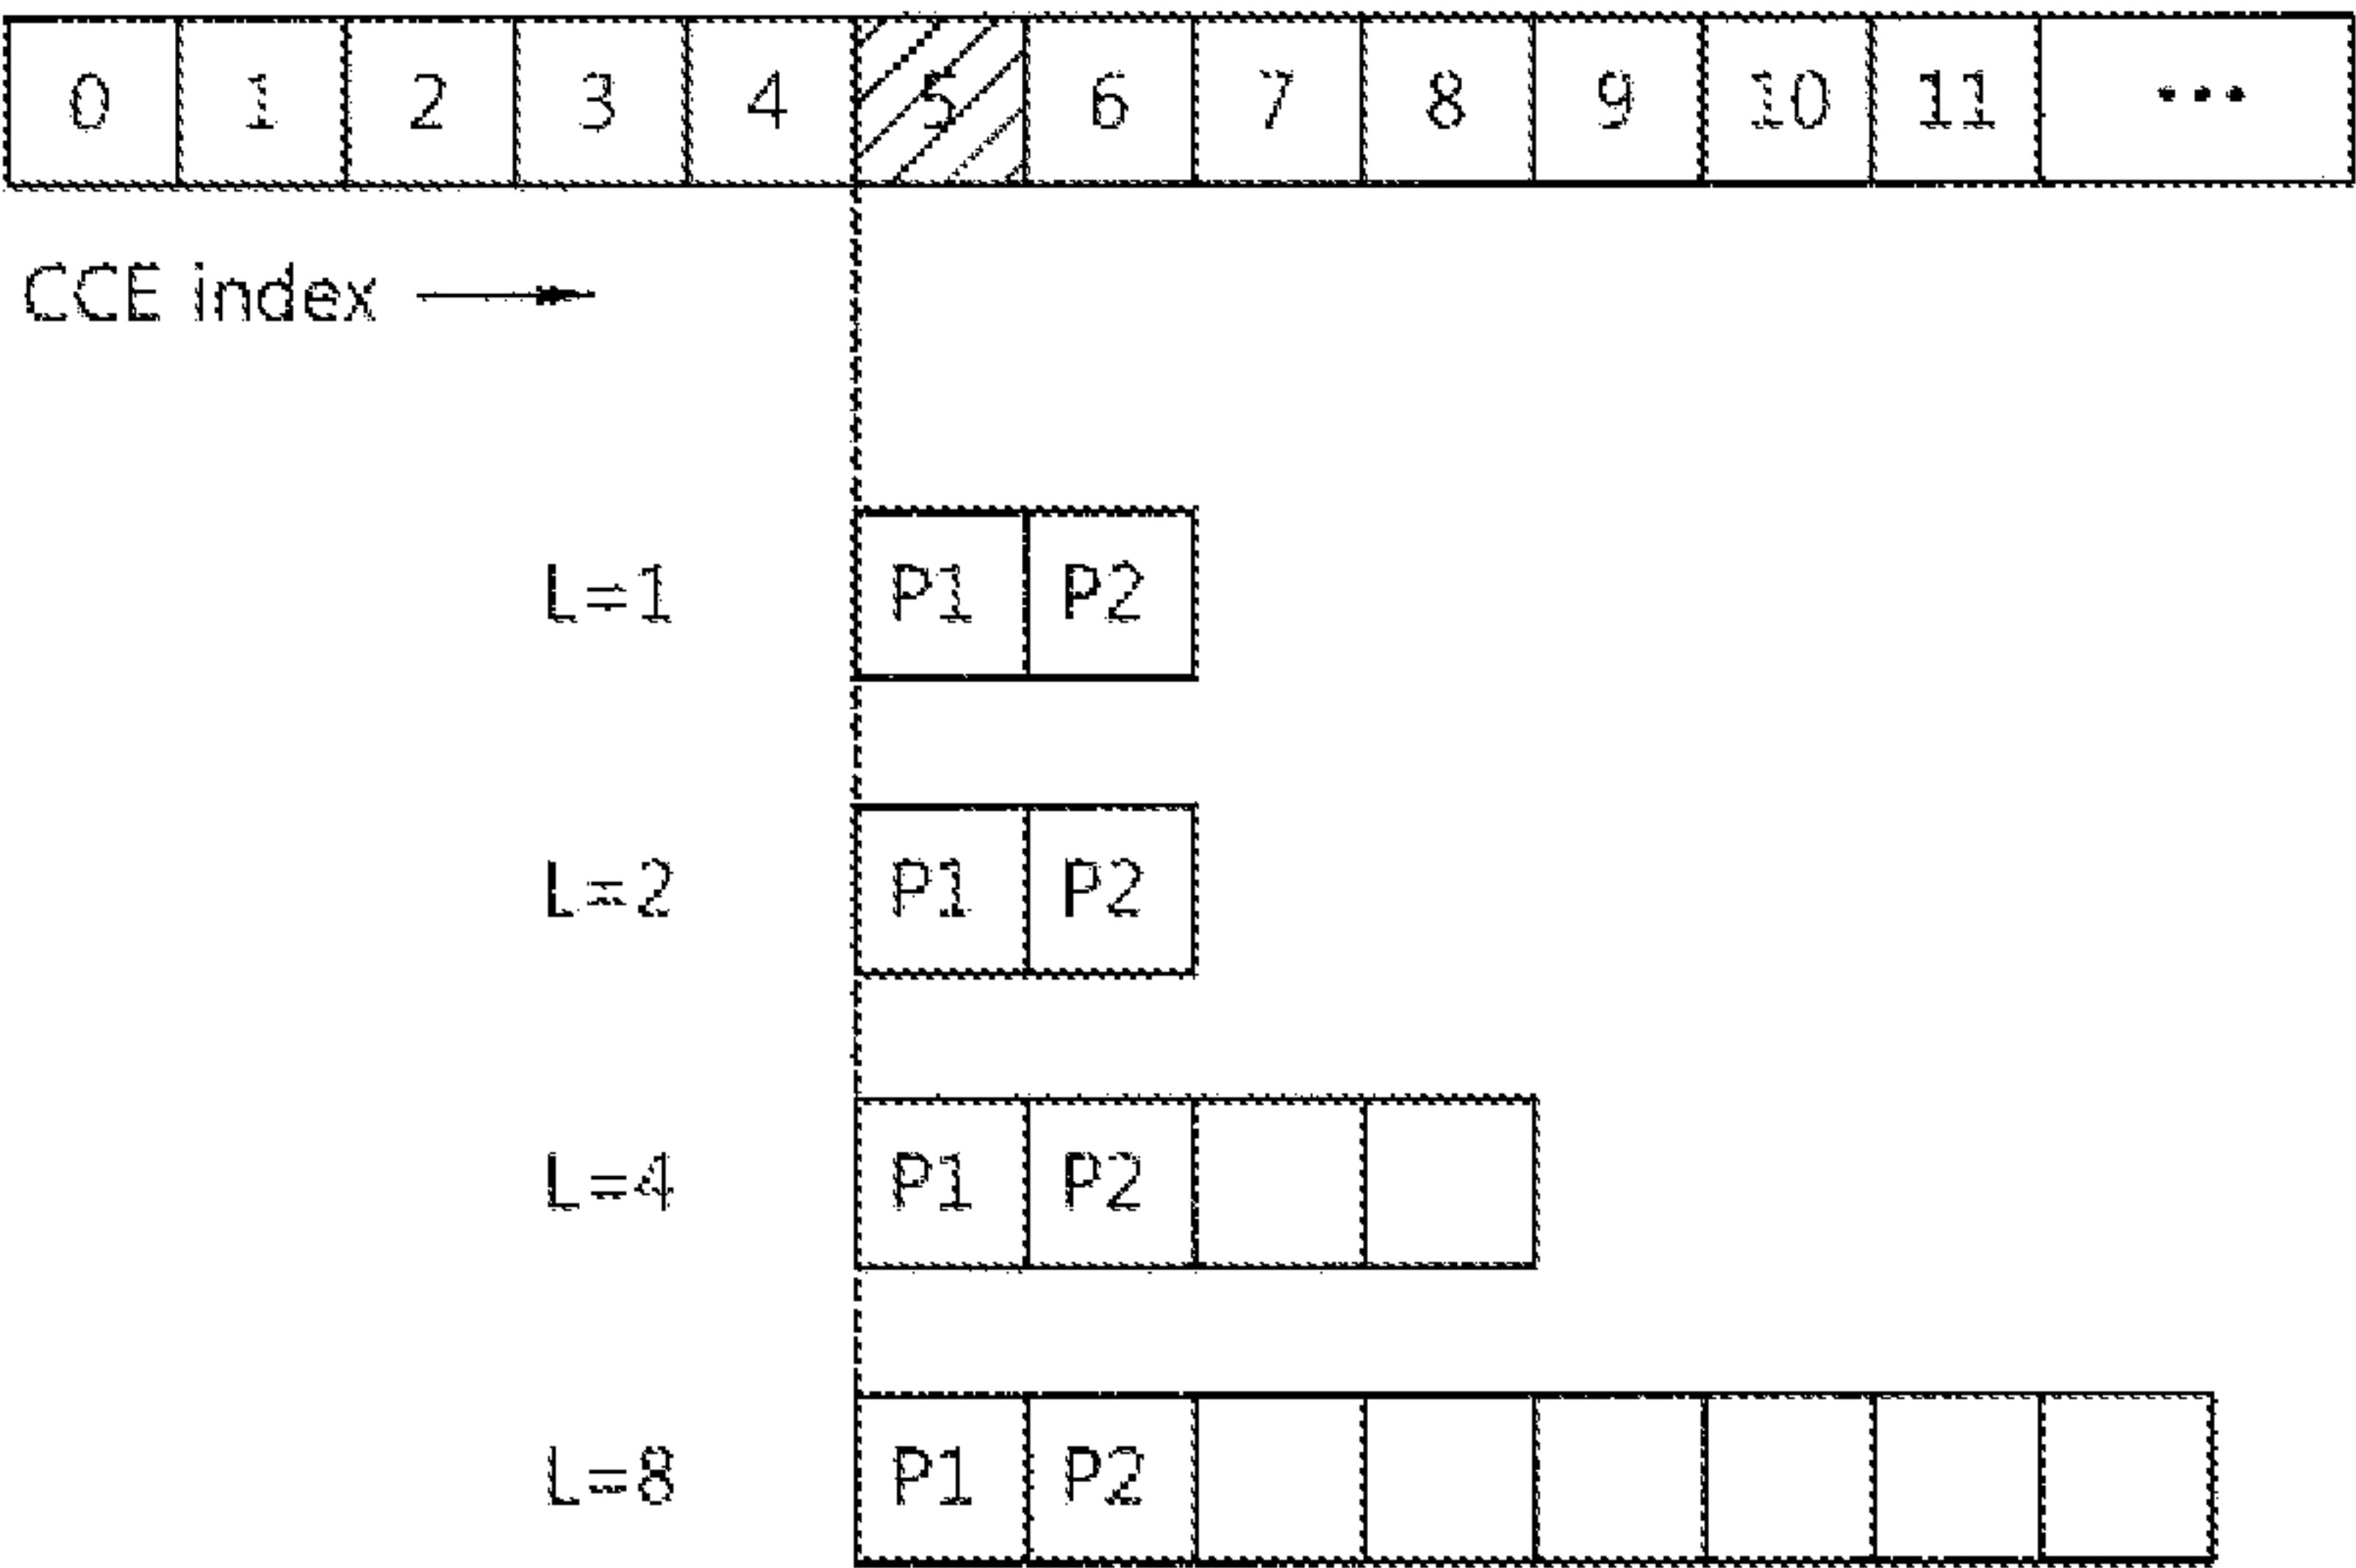 0 1 2 3 4 5 6 7 8 9 10 11 •••
CCE index
L=1 P1 P2
L=2 P1 P2
L=4 P1 P2
L=8 P1 P2